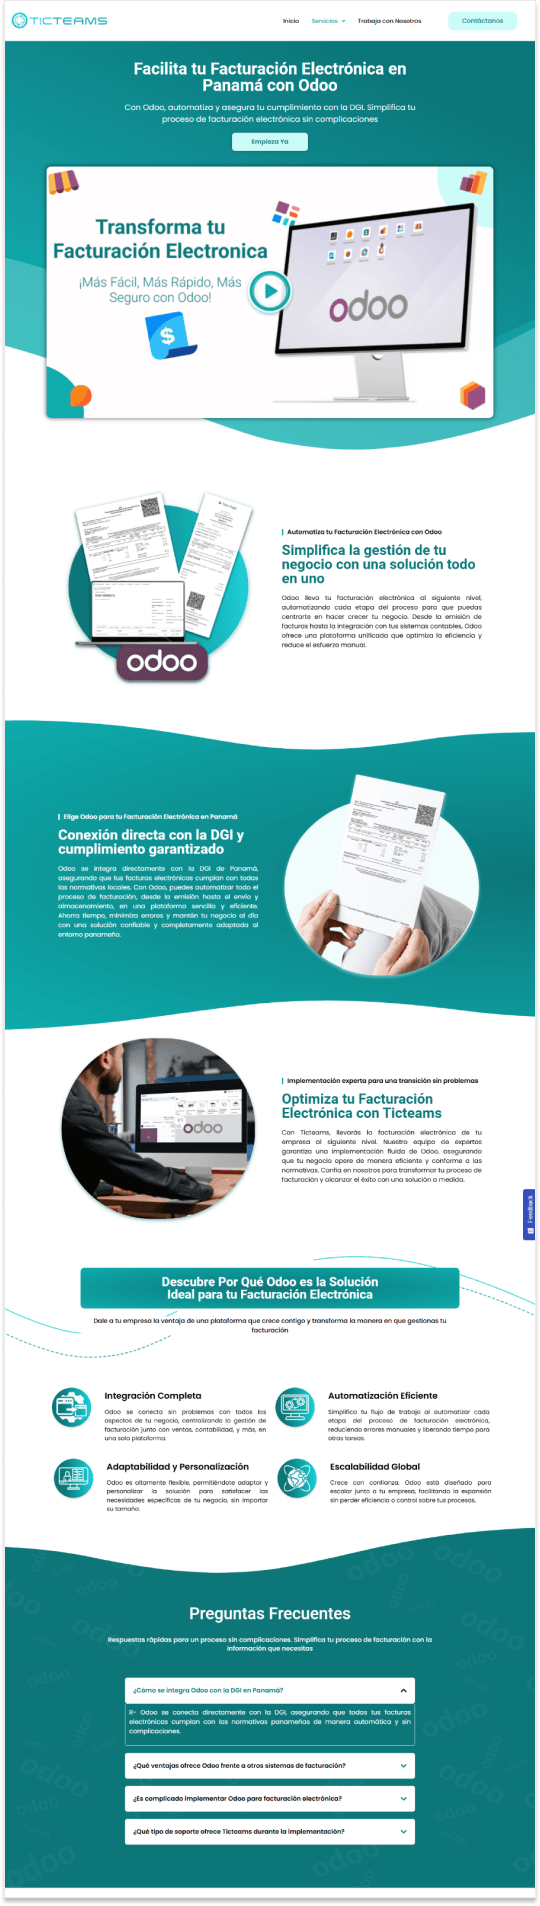 TICTEAMS
Inicio
Servicios
Trabaja con Nosotros
Contáctanos
Facilita tu Facturación Electrónica en
Panamá con Odoo
Con Odoo, automatiza y asegura tu cumplimiento con la DGI. Simplifica tu
proceso de facturación electrónica sin complicaciones
Empieza Ya
Transforma tu
Facturación Electronica
¡Más Fácil, Más Rápido, Más
Seguro con Odoo!
odoo
odoo
Automatiza tu Facturación Electrónica con Odoo
Simplifica la gestión de tu
negocio con una solución todo
en uno
Odoo lleva tu facturación electrónica al siguiente nivel,
automatizando cada etapa del proceso para que puedas
centrarte en hacer crecer tu negocio. Desde la emisión de
facturas hasta la integración con tus sistemas contables, Odoo
ofrece una plataforma unificada que optimiza la eficiencia y
reduce el esfuerzo manual.
Elige Odoo para tu Facturación Electrónica en Panamá
Conexión directa con la DGI y
cumplimiento garantizado
Odoo se integra directamente con la DGI de Panamá,
asegurando que tus facturas electrónicas cumplan con todas
las normativas locales. Con Odoo, puedes automatizar todo el
proceso de facturación, desde la emisión hasta el envío y
almacenamiento, en una plataforma sencilla y eficiente.
Ahorra tiempo, minimiza errores y mantén tu negocio al día
con una solución confiable y completamente adaptada al
entorno panameño.
odoo
Implementación experta para una transición sin problemas
Optimiza tu Facturación
Electrónica con Ticteams
Con Ticteams, llevarás la facturación electrónica de tu
empresa al siguiente nivel. Nuestro equipo de expertos
garantiza una implementación fluida de Odoo, asegurando
que tu negocio opere de manera eficiente y conforme a las
normativas. Confía en nosotros para transformar tu proceso de
facturación y alcanzar el éxito con una solución a medida.
Feedback
Descubre Por Qué Odoo es la Solución
Ideal para tu Facturación Electrónica
Dale a tu empresa la ventaja de una plataforma que crece contigo y transforma la manera en que gestionas tu
facturación
Integración Completa
Odoo se conecta sin problemas con todos los
aspectos de tu negocio, centralizando la gestión de
facturación junto con ventas, contabilidad, y más, en
una sola plataforma.
Automatización Eficiente
Simplifica tu flujo de trabajo al automatizar cada
etapa del proceso de facturación electrónica,
reduciendo errores manuales y liberando tiempo para
otras tareas.
Adaptabilidad y Personalización
Odoo es altamente flexible, permitiéndote adaptar y
personalizar la solución para satisfacer las
necesidades específicas de tu negocio, sin importar
su tamaño.
Escalabilidad Global
Crece con confianza. Odoo está diseñado para
escalar junto a tu empresa, facilitando la expansión
sin perder eficiencia o control sobre tus procesos.
Preguntas Frecuentes
Respuestas rápidas para un proceso sin complicaciones. Simplifica tu proceso de facturación con la
información que necesitas
¿Cómo se integra Odoo con la DGI en Panamá?
R- Odoo se conecta directamente con la DGI, asegurando que todas tus facturas
electrónicas cumplan con las normativas panameñas de manera automática y sin
complicaciones.
¿Qué ventajas ofrece Odoo frente a otros sistemas de facturación?
¿Es complicado implementar Odoo para facturación electrónica?
¿Qué tipo de soporte ofrece Ticteams durante la implementación?